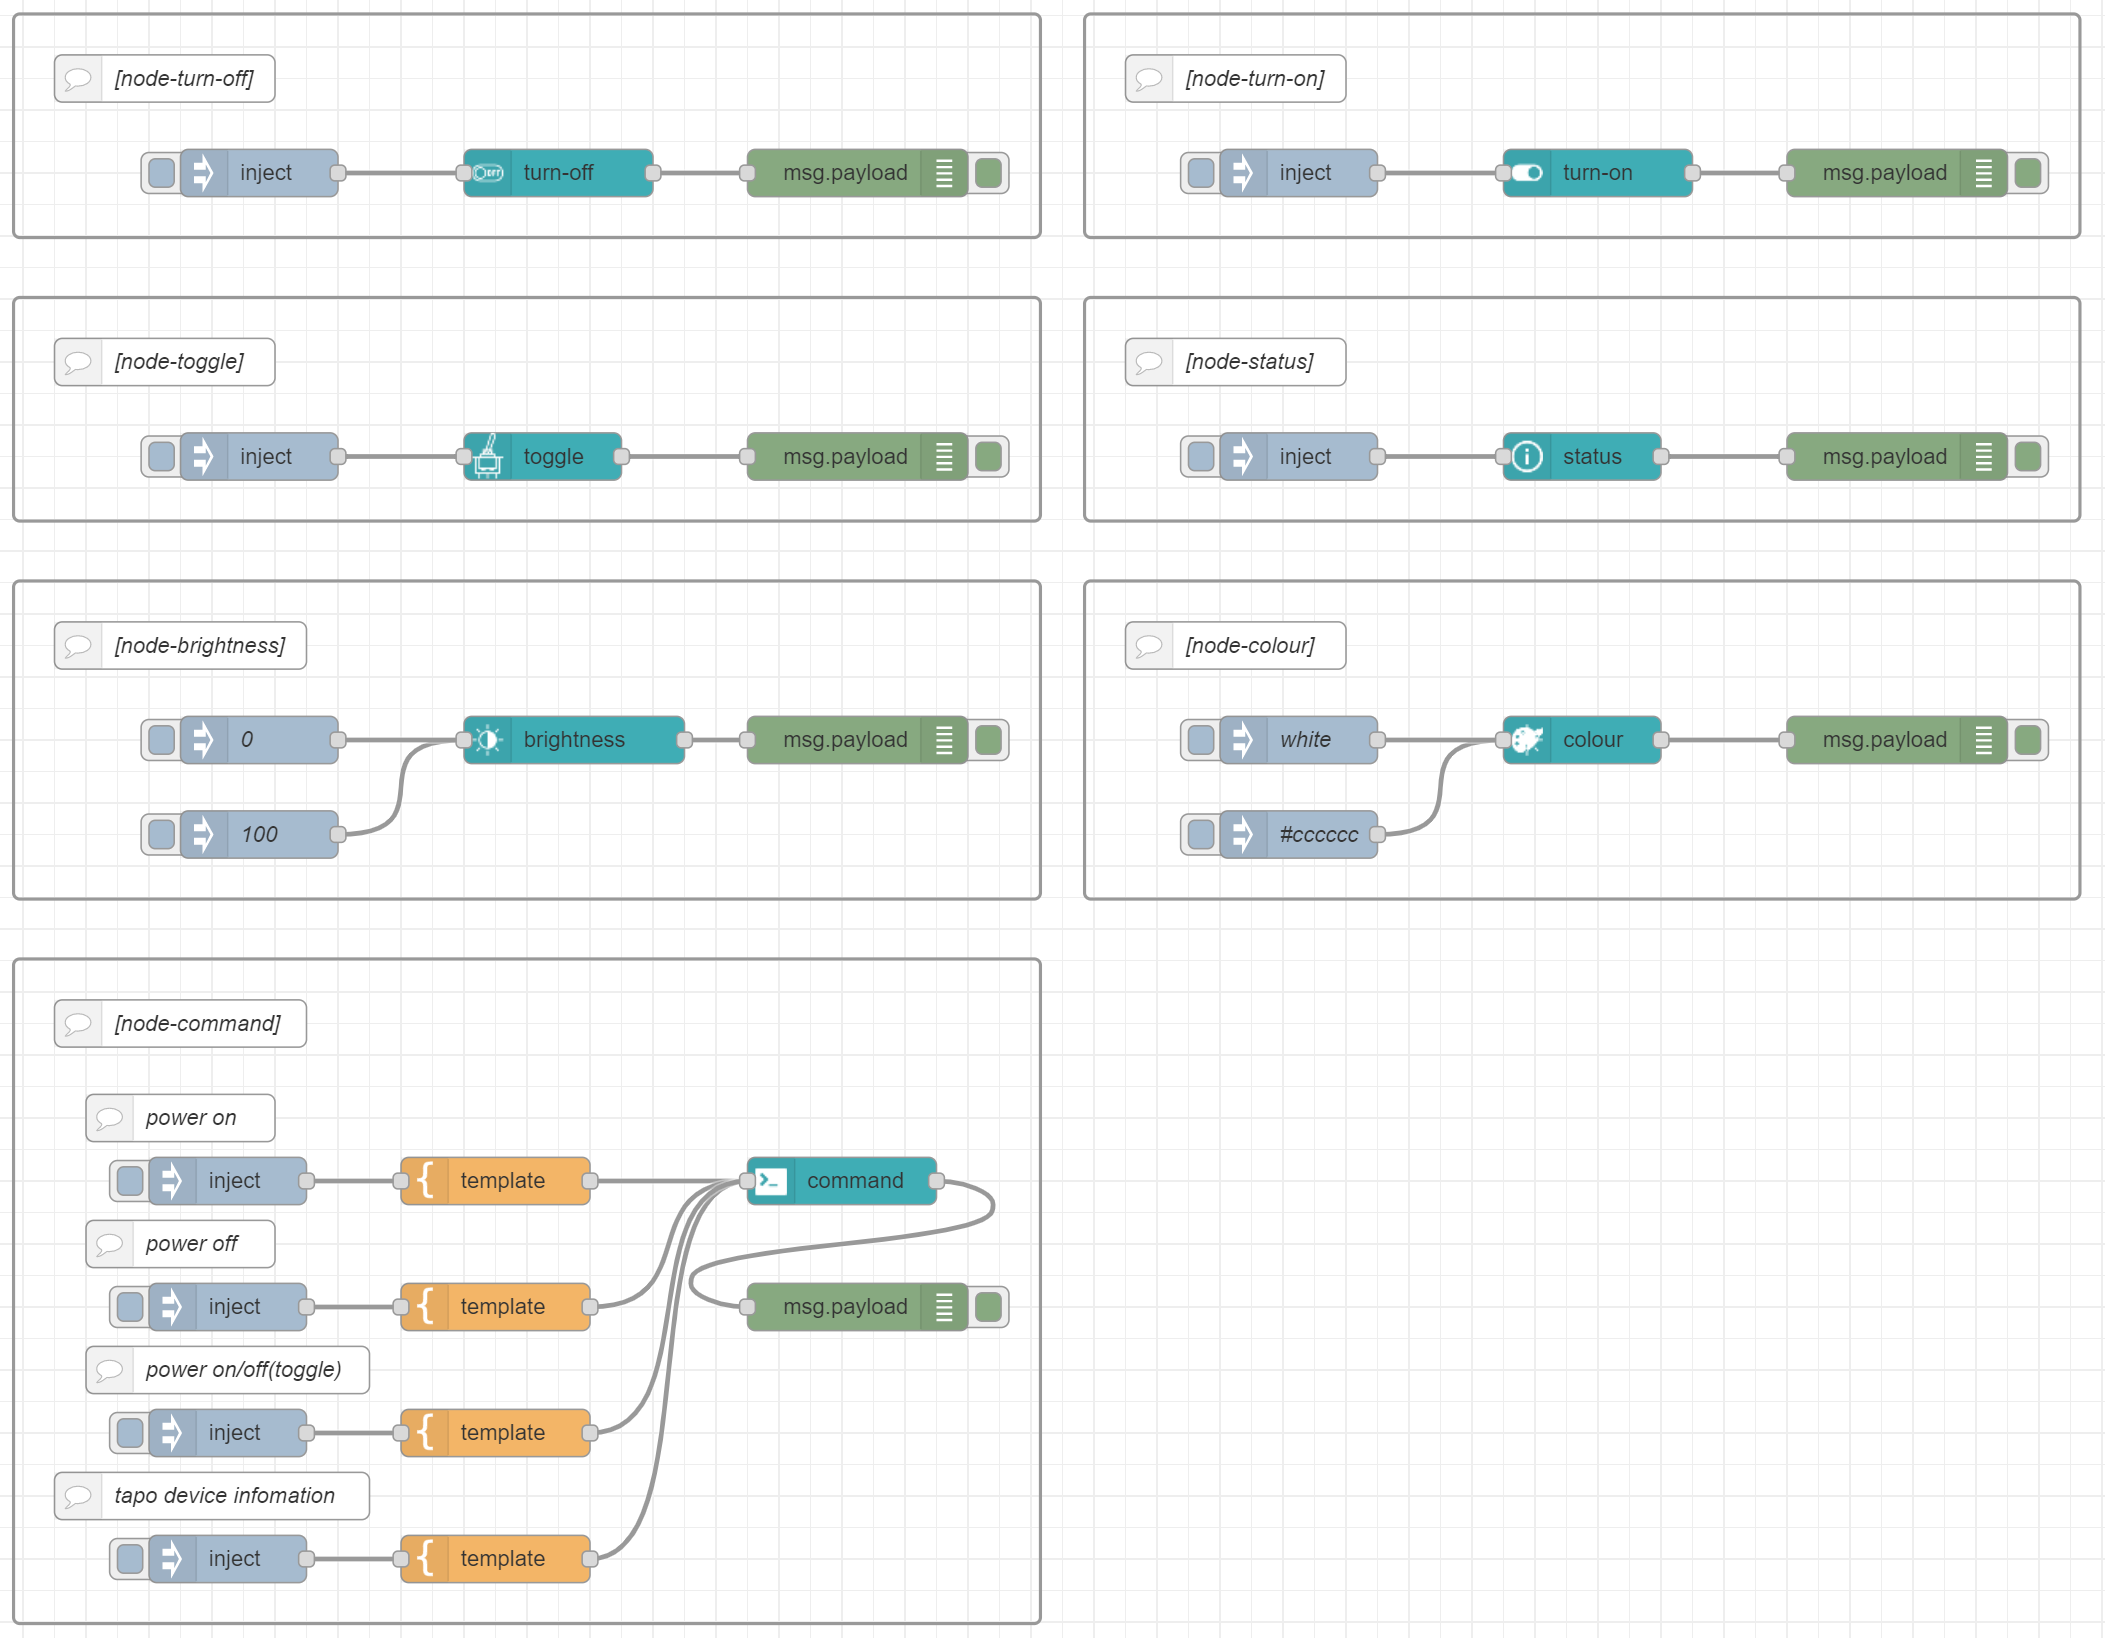 [node-turn-off]
inject
OFF
turn-off
msg.payload
[node-turn-on]
inject
turn-on
msg.payload
[node-toggle]
inject
toggle
msg.payload
[node-status]
inject
status
msg.payload
[node-brightness]
0
brightness
msg.payload
100
[node-colour]
white
colour
msg.payload
#cccccc
[node-command]
power on
inject
template
command
power off
inject
template
msg.payload
power on/off(toggle)
inject
template
tapo device infomation
inject
template